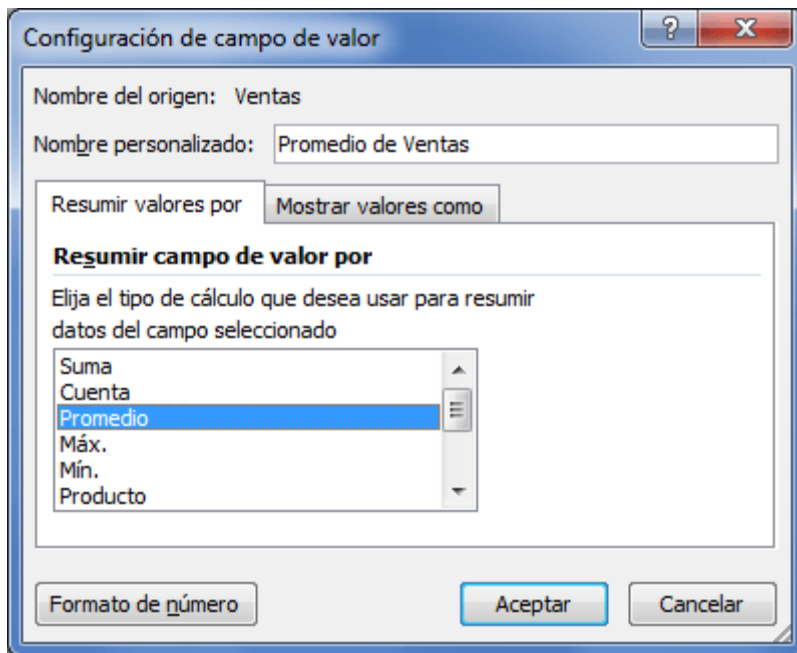 Configuración de campo de valor
Nombre del origen: Ventas
Nombre personalizado: Promedio de Ventas
Resumir valores por Mostrar valores como
Resumir campo de valor por
Elija el tipo de cálculo que desea usar para resumir
datos del campo seleccionado
Suma
Cuenta
Promedio
Máx.
Mín.
Producto
Formato de número Aceptar Cancelar